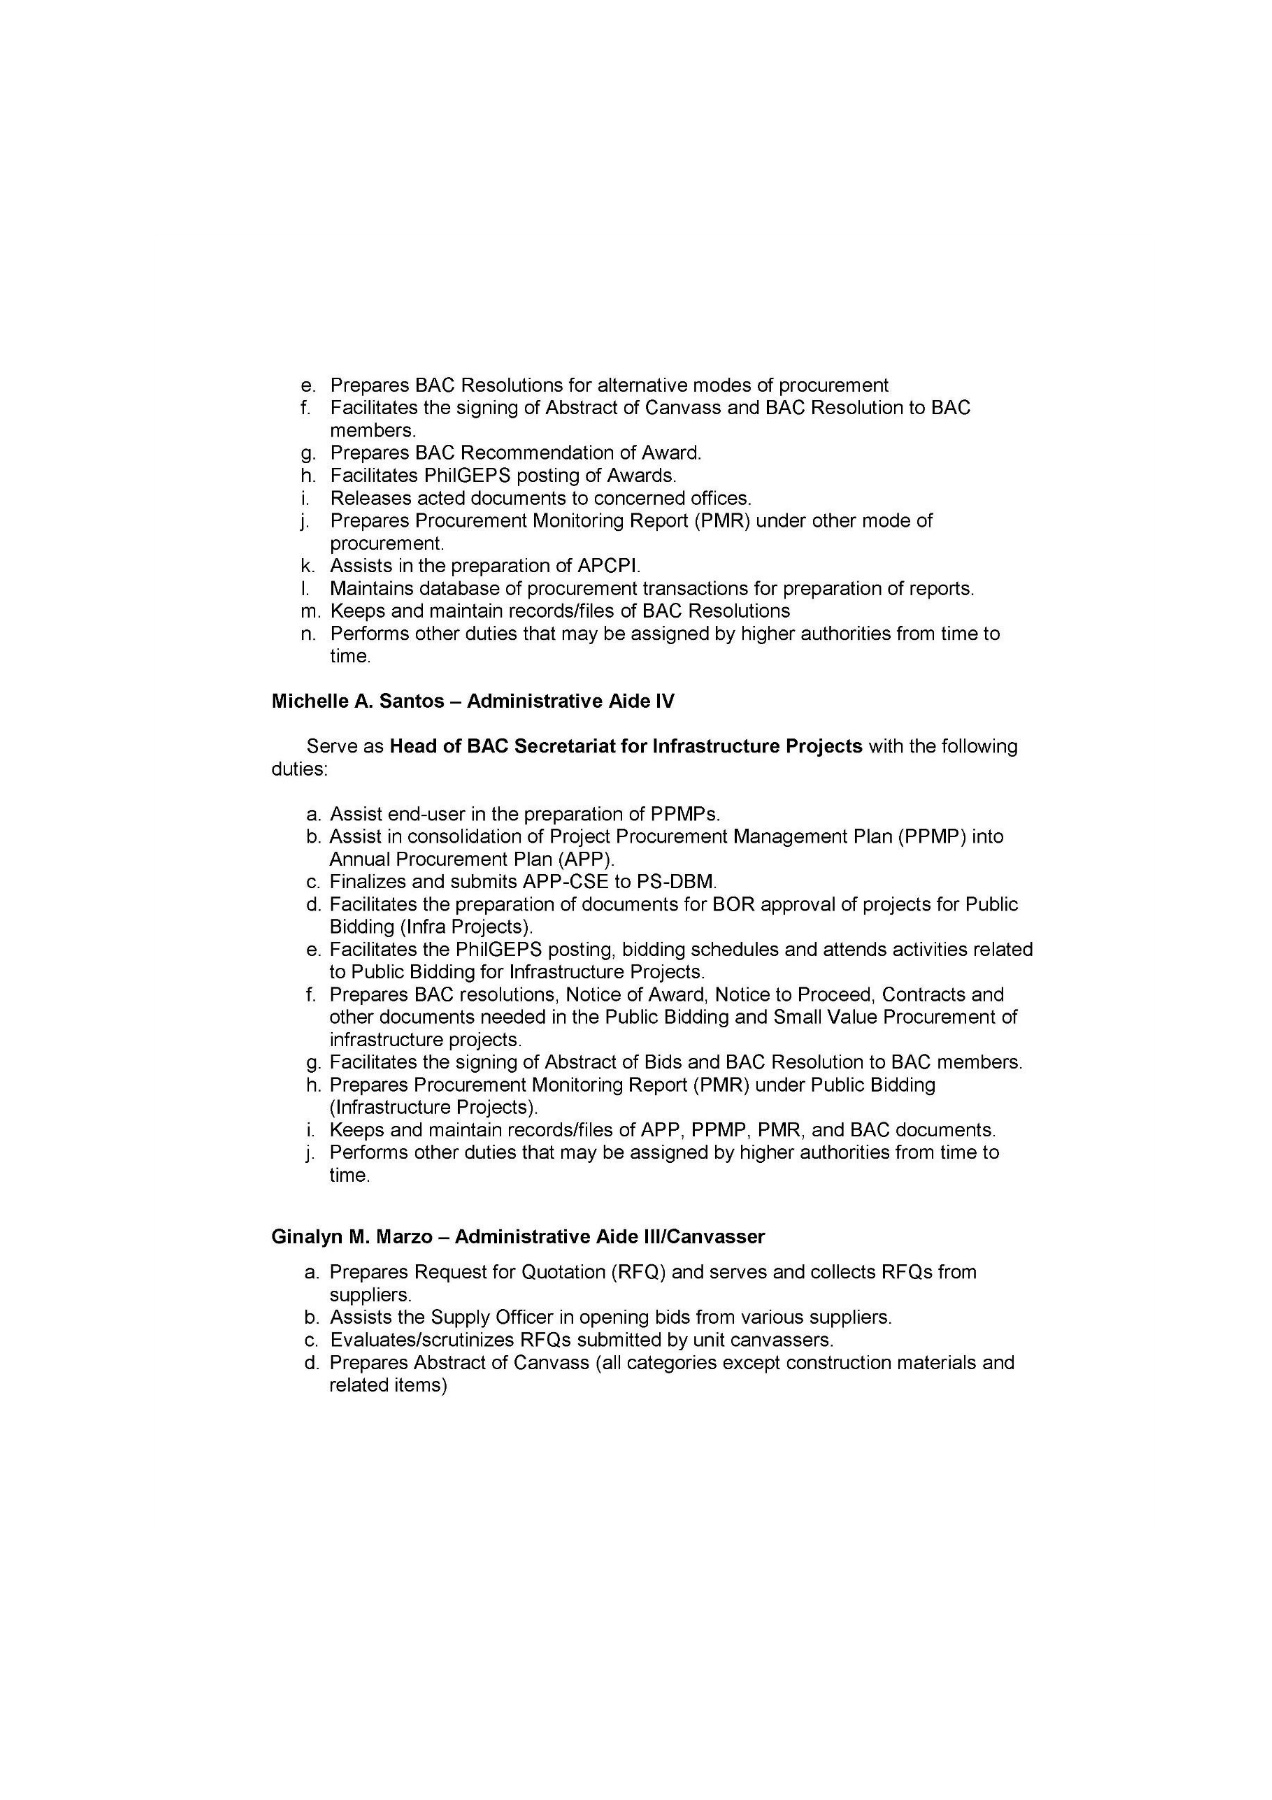 e. Prepares BAC Resolutions for alternative modes of procurement
f. Facilitates the signing of Abstract of Canvass and BAC Resolution to BAC
members.
g. Prepares BAC Recommendation of Award.
h. Facilitates PhilGEPS posting of Awards.
i. Releases acted documents to concerned offices.
j. Prepares Procurement Monitoring Report (PMR) under other mode of
procurement.
k. Assists in the preparation of APCPI.
l. Maintains database of procurement transactions for preparation of reports.
m. Keeps and maintain records/files of BAC Resolutions
n. Performs other duties that may be assigned by higher authorities from time to
time.
Michelle A. Santos – Administrative Aide IV
Serve as Head of BAC Secretariat for Infrastructure Projects with the following
duties:
a. Assist end-user in the preparation of PPMPs.
b. Assist in consolidation of Project Procurement Management Plan (PPMP) into
Annual Procurement Plan (APP).
c. Finalizes and submits APP-CSE to PS-DBM.
d. Facilitates the preparation of documents for BOR approval of projects for Public
Bidding (Infra Projects).
e. Facilitates the PhilGEPS posting, bidding schedules and attends activities related
to Public Bidding for Infrastructure Projects.
f. Prepares BAC resolutions, Notice of Award, Notice to Proceed, Contracts and
other documents needed in the Public Bidding and Small Value Procurement of
infrastructure projects.
g. Facilitates the signing of Abstract of Bids and BAC Resolution to BAC members.
h. Prepares Procurement Monitoring Report (PMR) under Public Bidding
(Infrastructure Projects).
i. Keeps and maintain records/files of APP, PPMP, PMR, and BAC documents.
j. Performs other duties that may be assigned by higher authorities from time to
time.
Ginalyn M. Marzo – Administrative Aide III/Canvasser
a. Prepares Request for Quotation (RFQ) and serves and collects RFQs from
suppliers.
b. Assists the Supply Officer in opening bids from various suppliers.
c. Evaluates/scrutinizes RFQs submitted by unit canvassers.
d. Prepares Abstract of Canvass (all categories except construction materials and
related items)